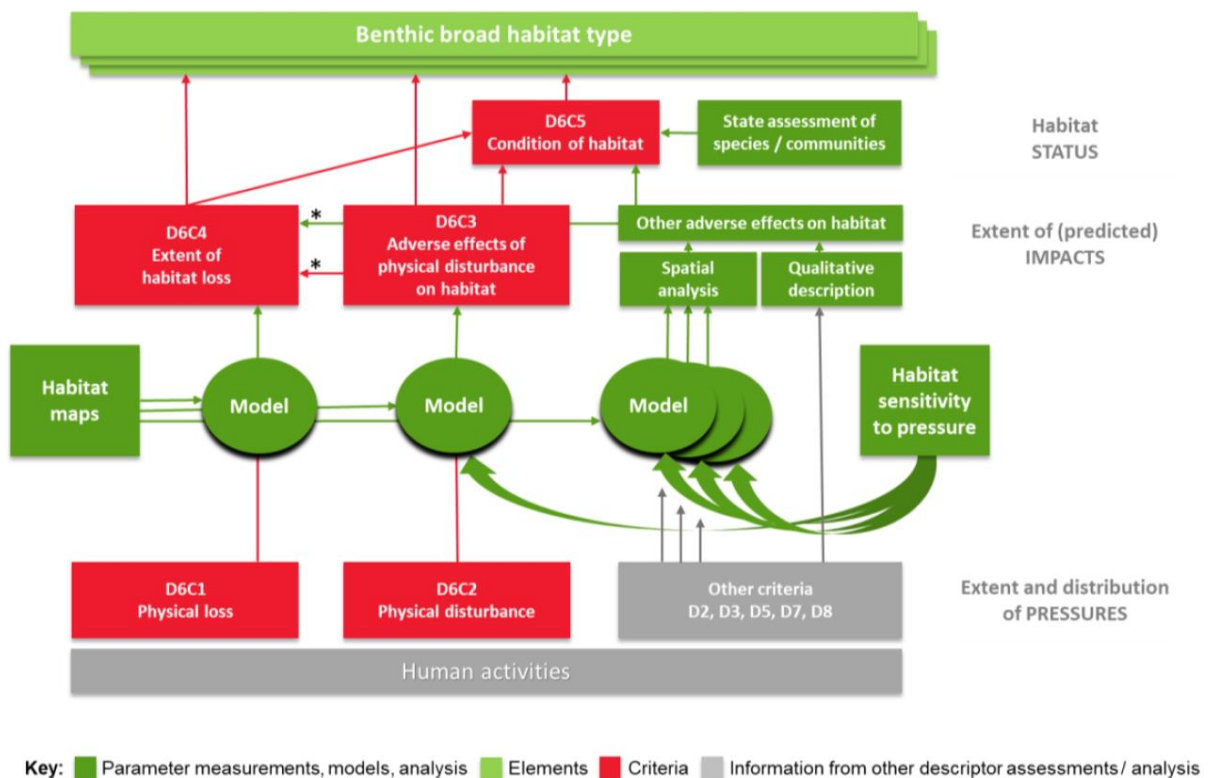 Benthic broad habitat type
D6C5
Condition of habitat
State assessment of
species / communities
Habitat
STATUS
D6C4
Extent of
habitat loss
*
*
D6C3
Adverse effects of
physical disturbance
on habitat
Other adverse effects on habitat
Spatial
analysis
Qualitative
description
Extent of (predicted)
IMPACTS
Habitat
maps
Model
Model
Model
Habitat
sensitivity
to pressure
D6C1
Physical loss
D6C2
Physical disturbance
Other criteria
D2, D3, D5, D7, D8
Extent and distribution
of PRESSURES
Human activities
Key: Parameter measurements, models, analysis Elements Criteria Information from other descriptor assessments / analysis